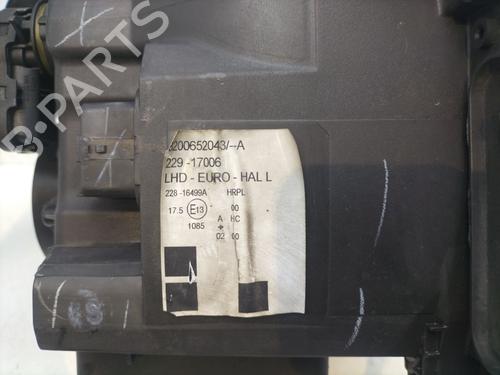 B-PARTS
8200652043/--A
229 -17006
LHD - EURO - HAL L
228 -16499A HRPL
17.5 E13 00
A HC
1085 02 00